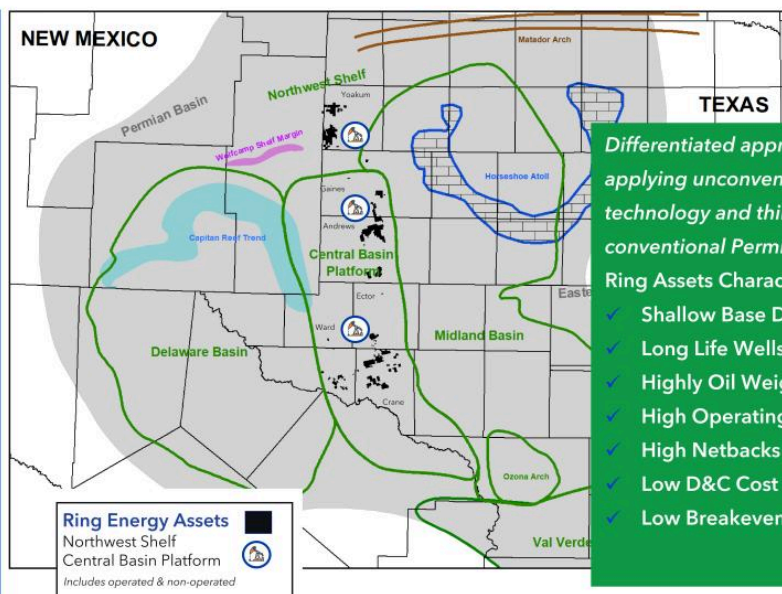 NEW MEXICO
Matador Arch
Northwest Shelf
Yoakum
Permian Basin
TEXAS
Wolfcamp Shelf Margin
Horseshoe Atoll
Gaines
Andrews
Capitan Reef Trend
Central Basin
Platform
Ector
Easte
Ward
Midland Basin
Delaware Basin
Crane
Ozona Arch
Val Verde
Differentiated appr
applying unconven
technology and thi
conventional Permi
Ring Assets Charac
✓ Shallow Base D
✓ Long Life Wells
✓ Highly Oil Weig
✓ High Operating
✓ High Netbacks
✓ Low D&C Cost
✓ Low Breakeven
Ring Energy Assets
Northwest Shelf
Central Basin Platform
Includes operated & non-operated